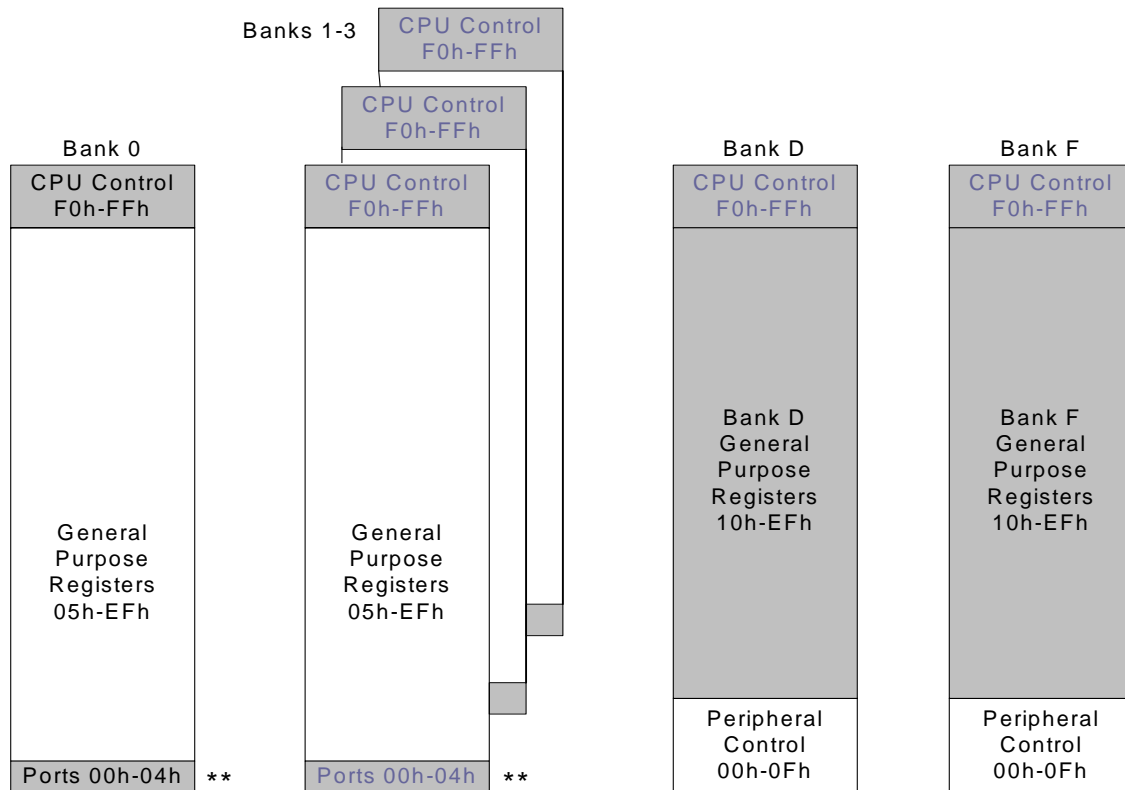 Banks 1-3
CPU Control
F0h-FFh
CPU Control
F0h-FFh
Bank 0
CPU Control
F0h-FFh
General
Purpose
Registers
05h-EFh
Ports 00h-04h **
CPU Control
F0h-FFh
General
Purpose
Registers
05h-EFh
Ports 00h-04h **
Bank D
CPU Control
F0h-FFh
Bank D
General
Purpose
Registers
10h-EFh
Peripheral
Control
00h-0Fh
Bank F
CPU Control
F0h-FFh
Bank F
General
Purpose
Registers
10h-EFh
Peripheral
Control
00h-0Fh